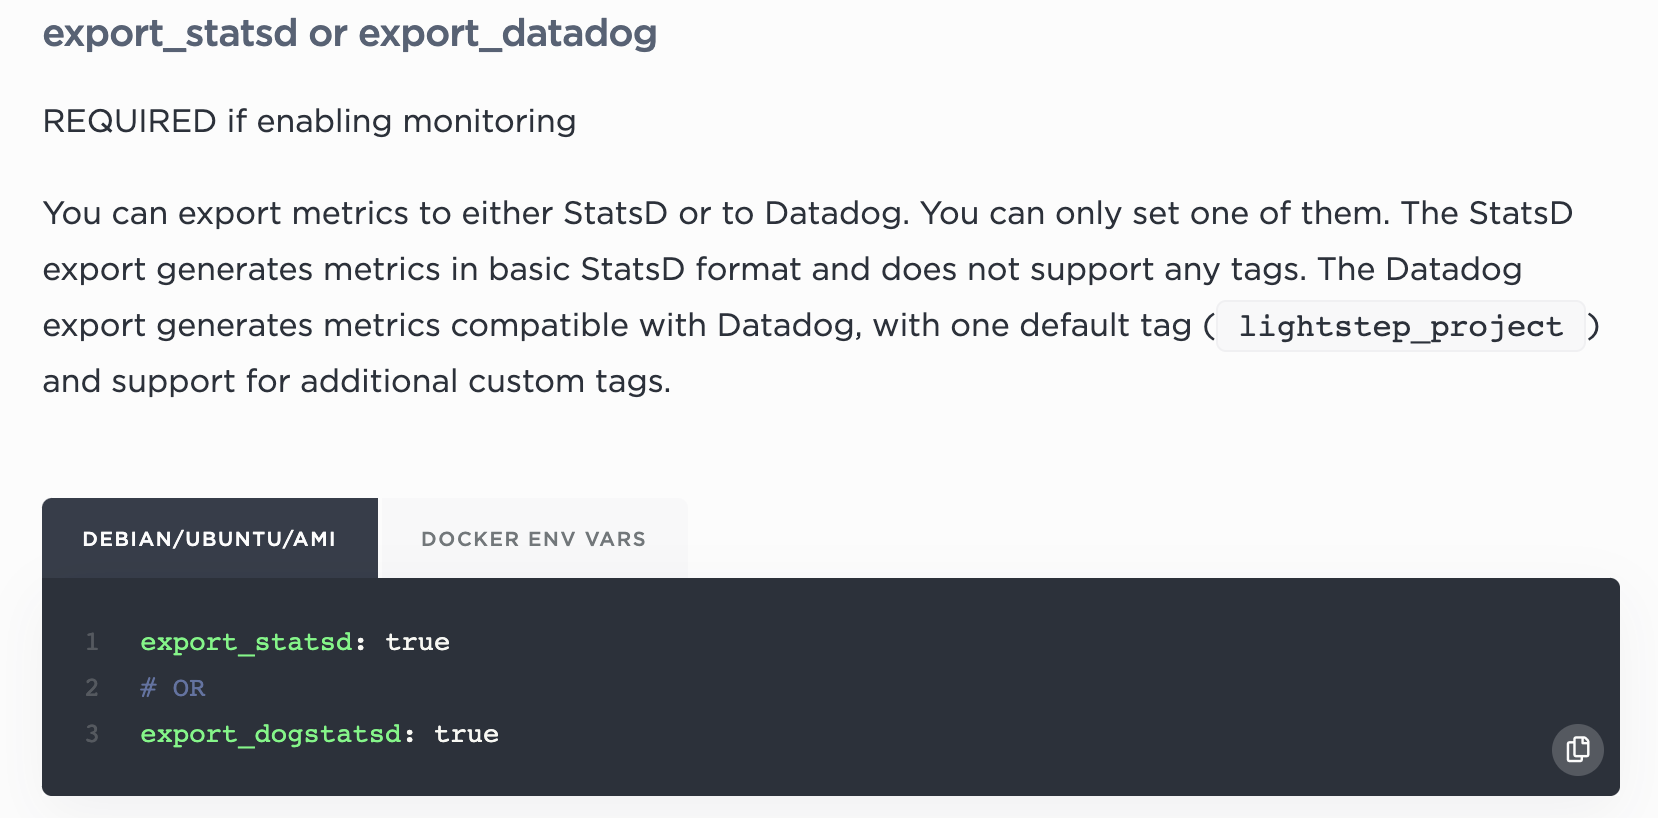 export_statsd or export_datadog
REQUIRED if enabling monitoring
You can export metrics to either StatsD or to Datadog. You can only set one of them. The StatsD
export generates metrics in basic StatsD format and does not support any tags. The Datadog
export generates metrics compatible with Datadog, with one default tag ( lightstep_project )
and support for additional custom tags.
DEBIAN/UBUNTU/AMI DOCKER ENV VARS
1 export_statsd: true
2 # OR
3 export_dogstatsd: true